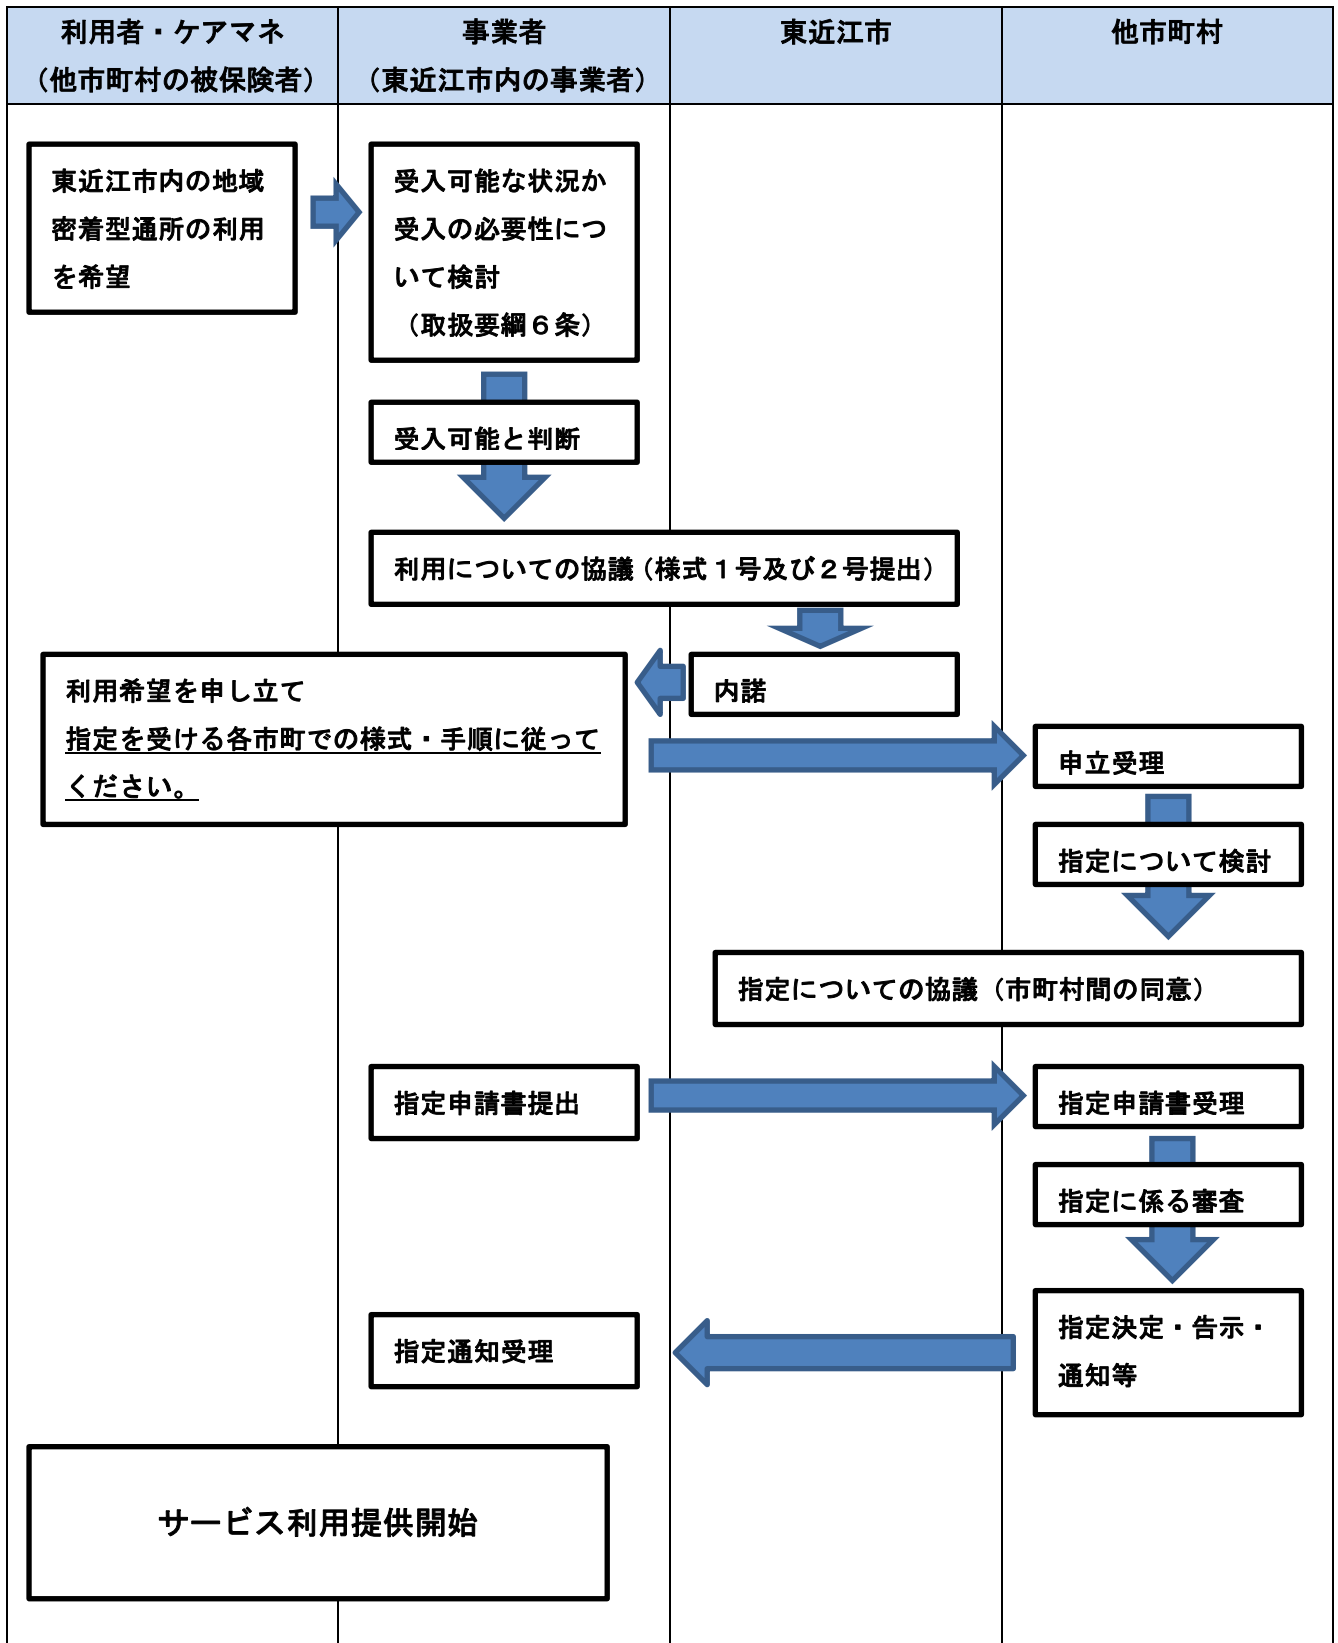 利用者・ケアマネ
（他市町村の被保険者）
事業者
（東近江市内の事業者）
東近江市
他市町村
東近江市内の地域
密着型通所の利用
を希望
受入可能な状況か
受入の必要性につ
いて検討
（取扱要綱６条）
受入可能と判断
利用についての協議（様式１号及び２号提出）
内諾
利用希望を申し立て
指定を受ける各市町での様式・手順に従って
ください。
申立受理
指定について検討
指定についての協議（市町村間の同意）
指定申請書提出
指定申請書受理
指定に係る審査
指定決定・告示・
通知等
指定通知受理
サービス利用提供開始